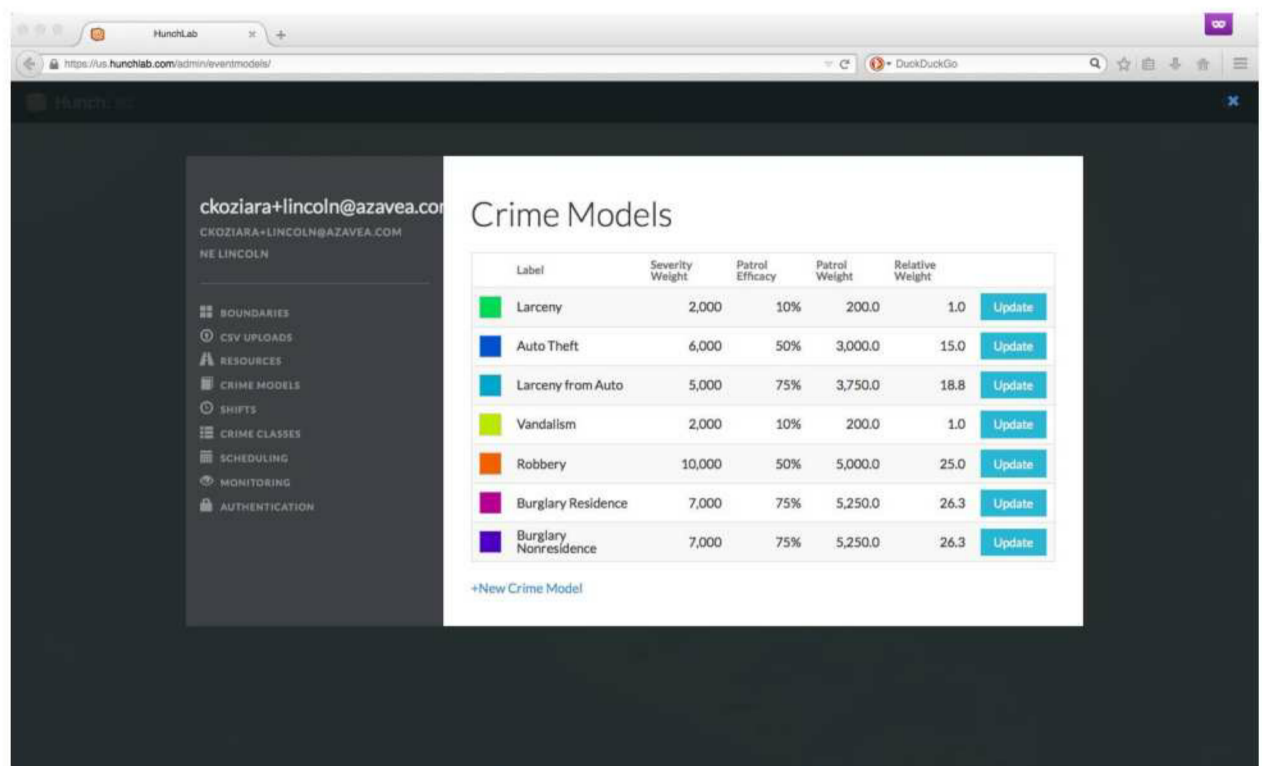 HunchLab
https://us.hunchlab.com/admin/eventmodels/
DuckDuckGo
HunchLab
ckoziara+lincoln@azavea.cor
CKOZIARA+LINCOLN@AZAVEA.COM
NE LINCOLN
BOUNDARIES
CSV UPLOADS
RESOURCES
CRIME MODELS
SHIFTS
CRIME CLASSES
SCHEDULING
MONITORING
AUTHENTICATION
Crime Models
Label Severity Weight Patrol Efficacy Patrol Weight Relative Weight
Larceny 2,000 10% 200.0 1.0 Update
Auto Theft 6,000 50% 3,000.0 15.0 Update
Larceny from Auto 5,000 75% 3,750.0 18.8 Update
Vandalism 2,000 10% 200.0 1.0 Update
Robbery 10,000 50% 5,000.0 25.0 Update
Burglary Residence 7,000 75% 5,250.0 26.3 Update
Burglary Nonresidence 7,000 75% 5,250.0 26.3 Update
+New Crime Model